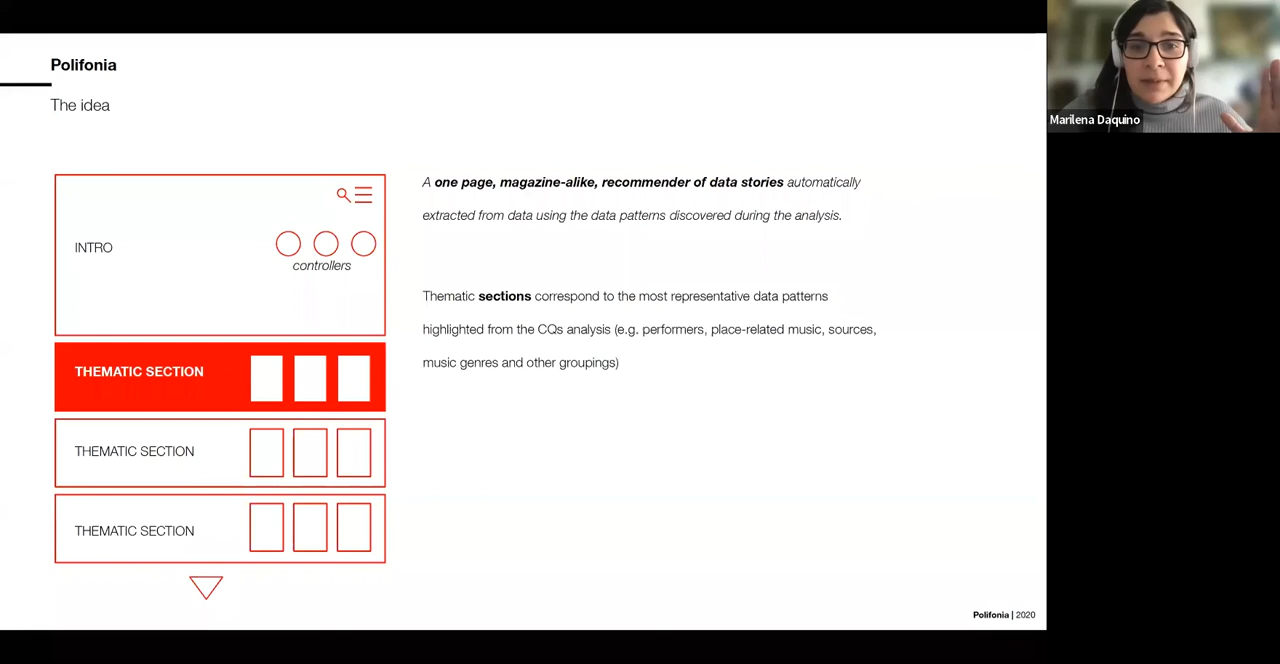 Polifonia
The idea
INTRO
controllers
THEMATIC SECTION
THEMATIC SECTION
THEMATIC SECTION
A one page, magazine-alike, recommender of data stories automatically
extracted from data using the data patterns discovered during the analysis.
Thematic sections correspond to the most representative data patterns
highlighted from the CQs analysis (e.g. performers, place-related music, sources,
music genres and other groupings)
Polifonia | 2020
Marilena Daquino